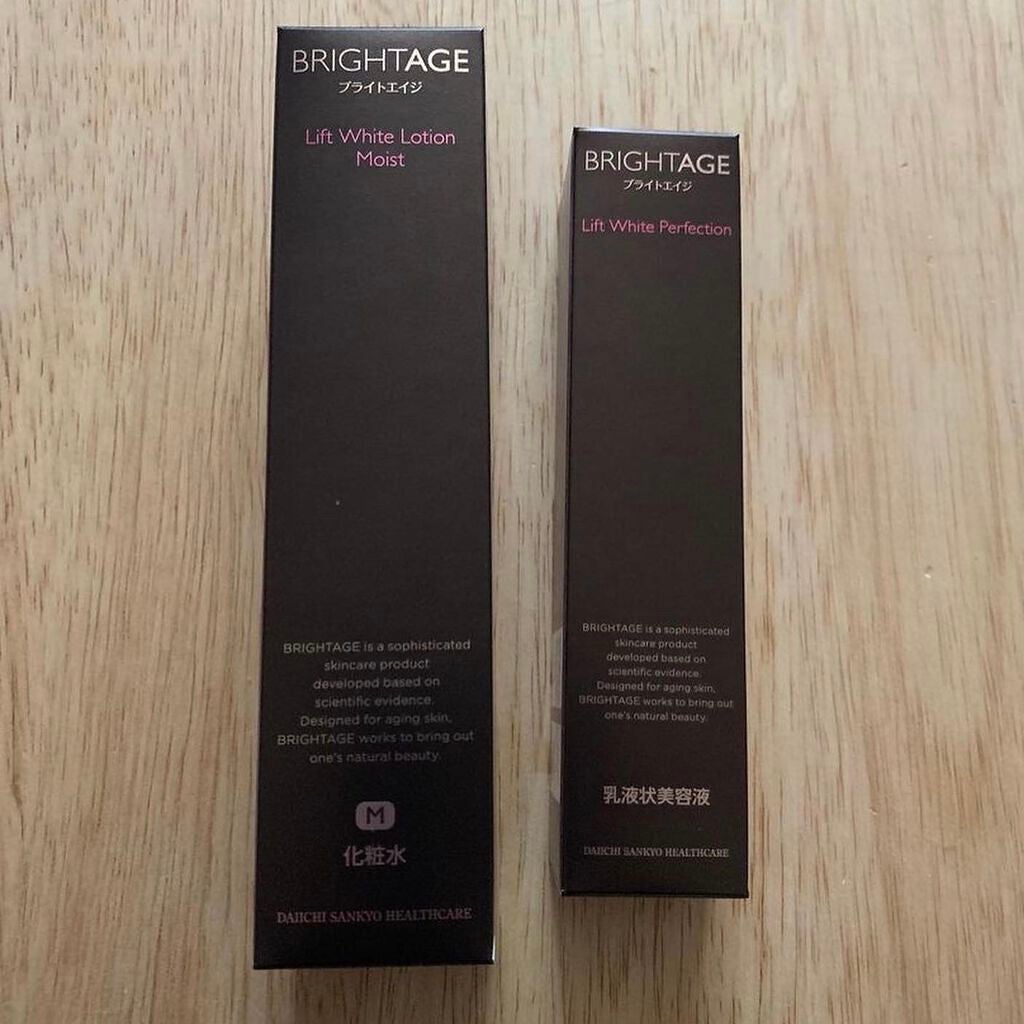 BRIGHTAGE
ブライトエイジ
Lift White Lotion
Moist
BRIGHTAGE is a sophisticated
skincare product
developed based on
scientific evidence.
Designed for aging skin,
BRIGHTAGE works to bring out
one's natural beauty.
M
化粧水
DAIICHI SANKYO HEALTHCARE
BRIGHTAGE
ブライトエイジ
Lift White Perfection
BRIGHTAGE is a sophisticated
skincare product
developed based on
scientific evidence.
Designed for aging skin,
BRIGHTAGE works to bring out
one's natural beauty.
乳液状美容液
DAIICHI SANKYO HEALTHCARE